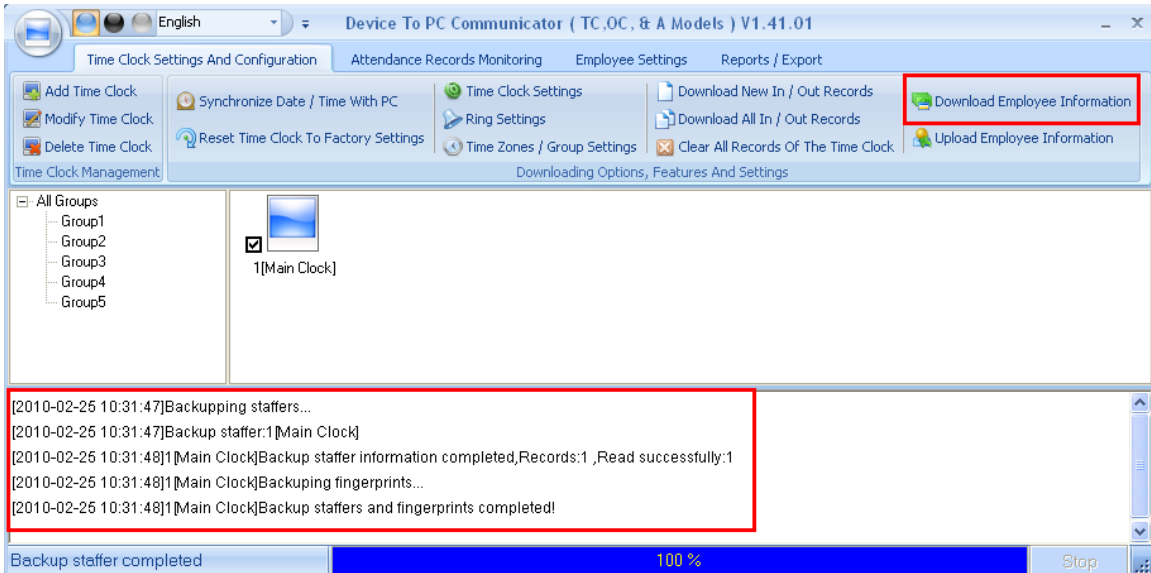 English
Device To PC Communicator ( TC ,OC , & A Models ) V1.41.01
Time Clock Settings And Configuration
Attendance Records Monitoring
Employee Settings
Reports / Export
Add Time Clock
Modify Time Clock
Delete Time Clock
Time Clock Management
Synchronize Date / Time With PC
Reset Time Clock To Factory Settings
Time Clock Settings
Ring Settings
Time Zones / Group Settings
Download New In / Out Records
Download All In / Out Records
Clear All Records Of The Time Clock
Download Employee Information
Upload Employee Information
Downloading Options, Features And Settings
All Groups
Group1
Group2
Group3
Group4
Group5
1[Main Clock]
[2010-02-25 10:31:47]Backupping staffers...
[2010-02-25 10:31:47]Backup staffer:1[Main Clock]
[2010-02-25 10:31:48]1[Main Clock]Backup staffer information completed,Records:1 ,Read successfully:1
[2010-02-25 10:31:48]1[Main Clock]Backuping fingerprints...
[2010-02-25 10:31:48]1[Main Clock]Backup staffers and fingerprints completed!
Backup staffer completed
100 %
Stop